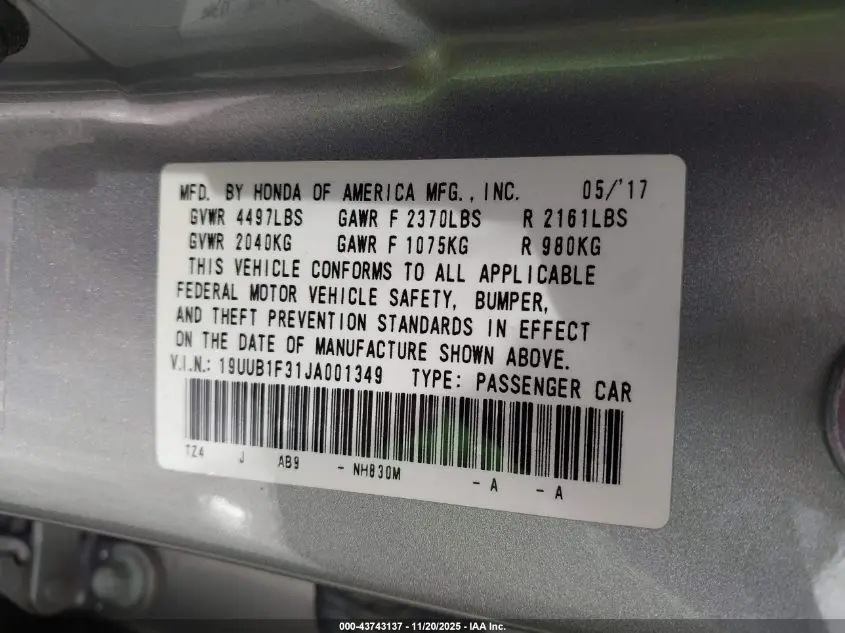 MFD. BY HONDA OF AMERICA MFG., INC. 05/'17
GVWR 4497LBS GAWR F 2370LBS R 2161LBS
GVWR 2040KG GAWR F 1075KG R 980KG
THIS VEHICLE CONFORMS TO ALL APPLICABLE
FEDERAL MOTOR VEHICLE SAFETY, BUMPER,
AND THEFT PREVENTION STANDARDS IN EFFECT
ON THE DATE OF MANUFACTURE SHOWN ABOVE.
V.I.N.: 19UUB1F31JA001349 TYPE: PASSENGER CAR
TZ4 J AB9 - NH830M - A - A
000-43743137 - 11/20/2025 - IAA Inc.